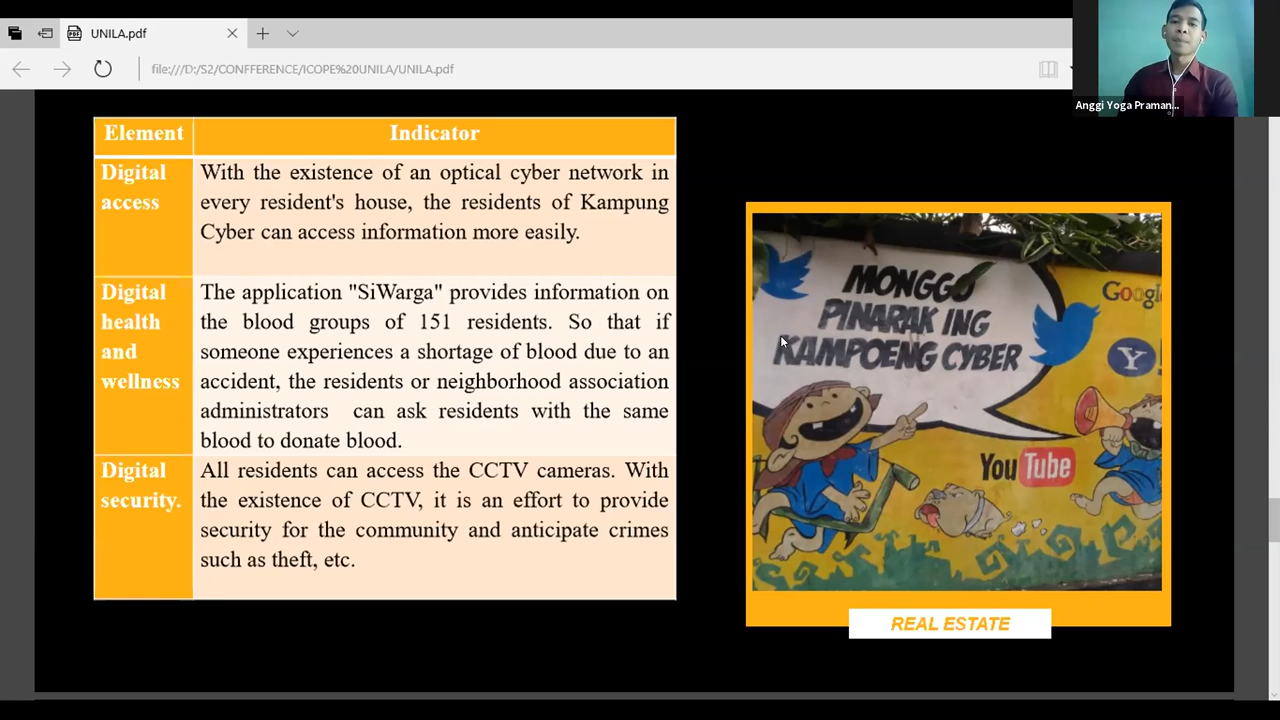 UNILA.pdf
file:///D:/S2/CONFFERENCE/ICOPE%20UNILA/UNILA.pdf
Anggi Yoga Praman...
Element Indicator
Digital access
With the existence of an optical cyber network in
every resident's house, the residents of Kampung
Cyber can access information more easily.
Digital health and wellness
The application "SiWarga" provides information on
the blood groups of 151 residents. So that if
someone experiences a shortage of blood due to an
accident, the residents or neighborhood association
administrators can ask residents with the same
blood to donate blood.
Digital security.
All residents can access the CCTV cameras. With
the existence of CCTV, it is an effort to provide
security for the community and anticipate crimes
such as theft, etc.
MONGGO
PINARAK ING
KAMPOENG CYBER
Google
Y!
YouTube
REAL ESTATE